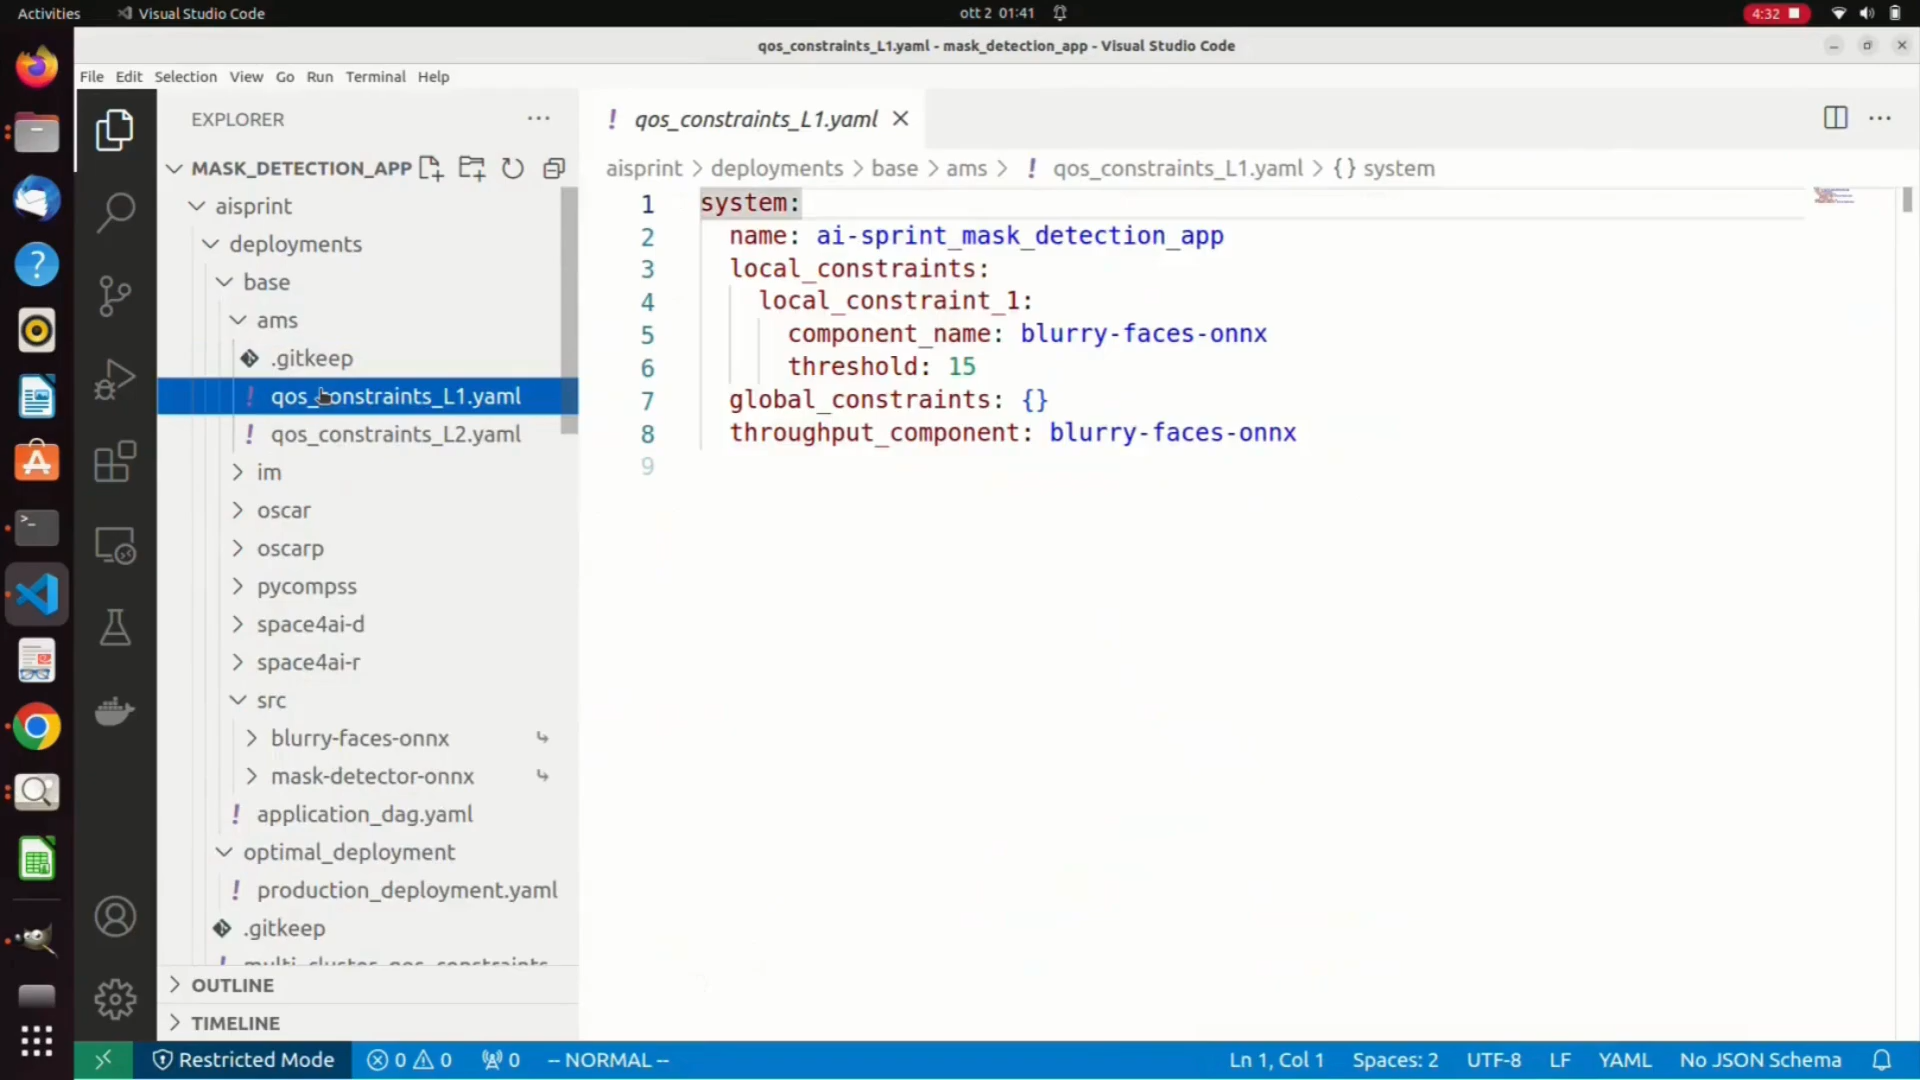 Activities Visual Studio Code ott 2 01:41 4:32
qos_constraints_L1.yaml - mask_detection_app - Visual Studio Code
File Edit Selection View Go Run Terminal Help
EXPLORER
MASK_DETECTION_APP
aisprint
deployments
base
ams
.gitkeep
qos_constraints_L1.yaml
qos_constraints_L2.yaml
im
oscar
oscarp
pycompss
space4ai-d
space4ai-r
src
blurry-faces-onnx
mask-detector-onnx
application_dag.yaml
optimal_deployment
production_deployment.yaml
.gitkeep
multi_cluster_qos_constraints
OUTLINE
TIMELINE
! qos_constraints_L1.yaml
aisprint > deployments > base > ams > ! qos_constraints_L1.yaml > {} system
1 system:
2 name: ai-sprint_mask_detection_app
3 local_constraints:
4 local_constraint_1:
5 component_name: blurry-faces-onnx
6 threshold: 15
7 global_constraints: {}
8 throughput_component: blurry-faces-onnx
9
Restricted Mode 0 0 0 -- NORMAL -- Ln 1, Col 1 Spaces: 2 UTF-8 LF YAML No JSON Schema